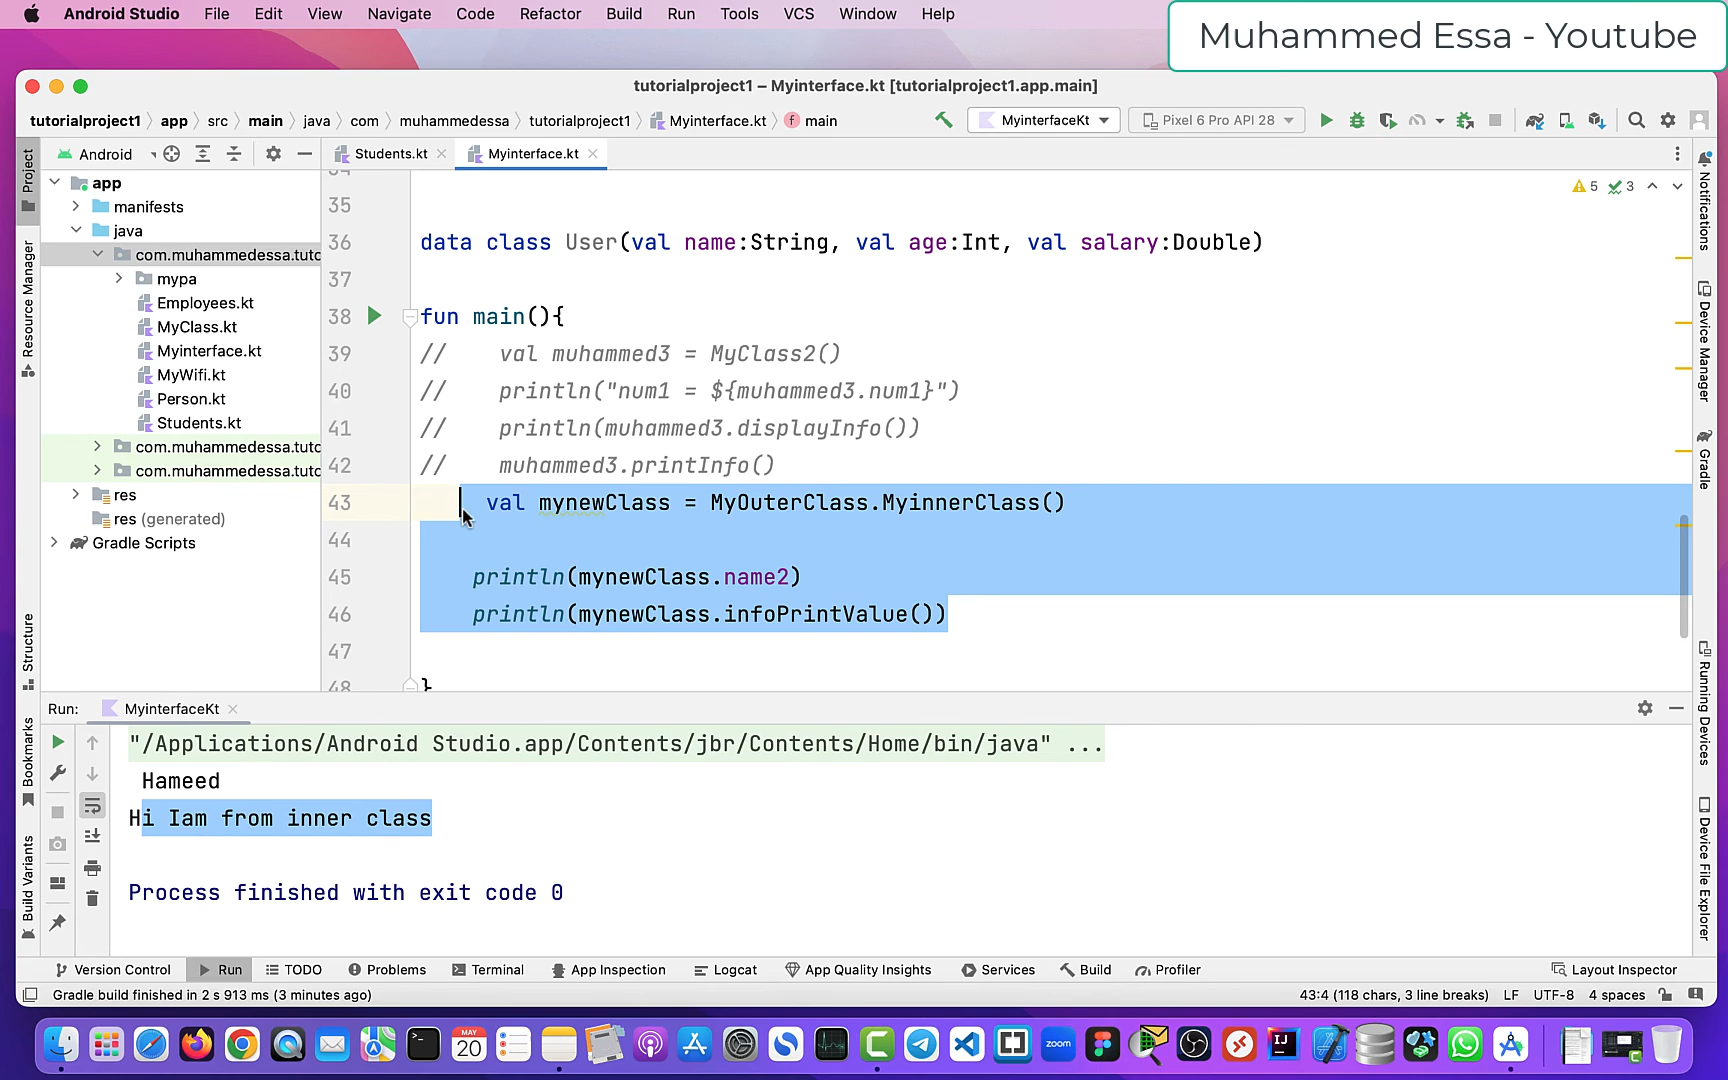 Android Studio File Edit View Navigate Code Refactor Build Run Tools VCS Window Help
Muhammed Essa - Youtube
tutorialproject1 – Myinterface.kt [tutorialproject1.app.main]
tutorialproject1 app src main java com muhammedessa tutorialproject1 Myinterface.kt main MyinterfaceKt Pixel 6 Pro API 28
Android Students.kt Myinterface.kt
Project
Resource Manager
Structure
Bookmarks
Build Variants
app
manifests
java
com.muhammedessa.tuto
mypa
Employees.kt
MyClass.kt
Myinterface.kt
MyWifi.kt
Person.kt
Students.kt
com.muhammedessa.tuto
com.muhammedessa.tuto
res
res (generated)
Gradle Scripts
5 3
34
35
36 data class User(val name:String, val age:Int, val salary:Double)
37
38 fun main(){
39 // val muhammed3 = MyClass2()
40 // println("num1 = ${muhammed3.num1}")
41 // println(muhammed3.displayInfo())
42 // muhammed3.printInfo()
43 val mynewClass = MyOuterClass.MyinnerClass()
44
45 println(mynewClass.name2)
46 println(mynewClass.infoPrintValue())
47
48 }
Notifications
Device Manager
Gradle
Running Devices
Device File Explorer
Run: MyinterfaceKt
"/Applications/Android Studio.app/Contents/jbr/Contents/Home/bin/java" ...
Hameed
Hi Iam from inner class
Process finished with exit code 0
Version Control Run TODO Problems Terminal App Inspection Logcat App Quality Insights Services Build Profiler Layout Inspector
Gradle build finished in 2 s 913 ms (3 minutes ago) 43:4 (118 chars, 3 line breaks) LF UTF-8 4 spaces
MAY
20
zoom
IJ